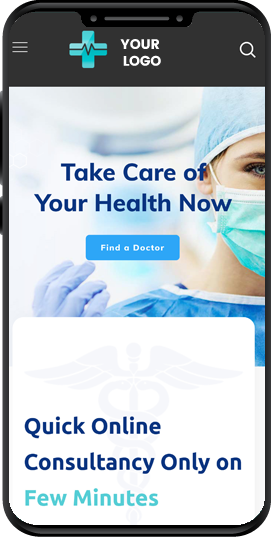 YOUR
LOGO
Take Care of
Your Health Now
Find a Doctor
Quick Online
Consultancy Only on
Few Minutes